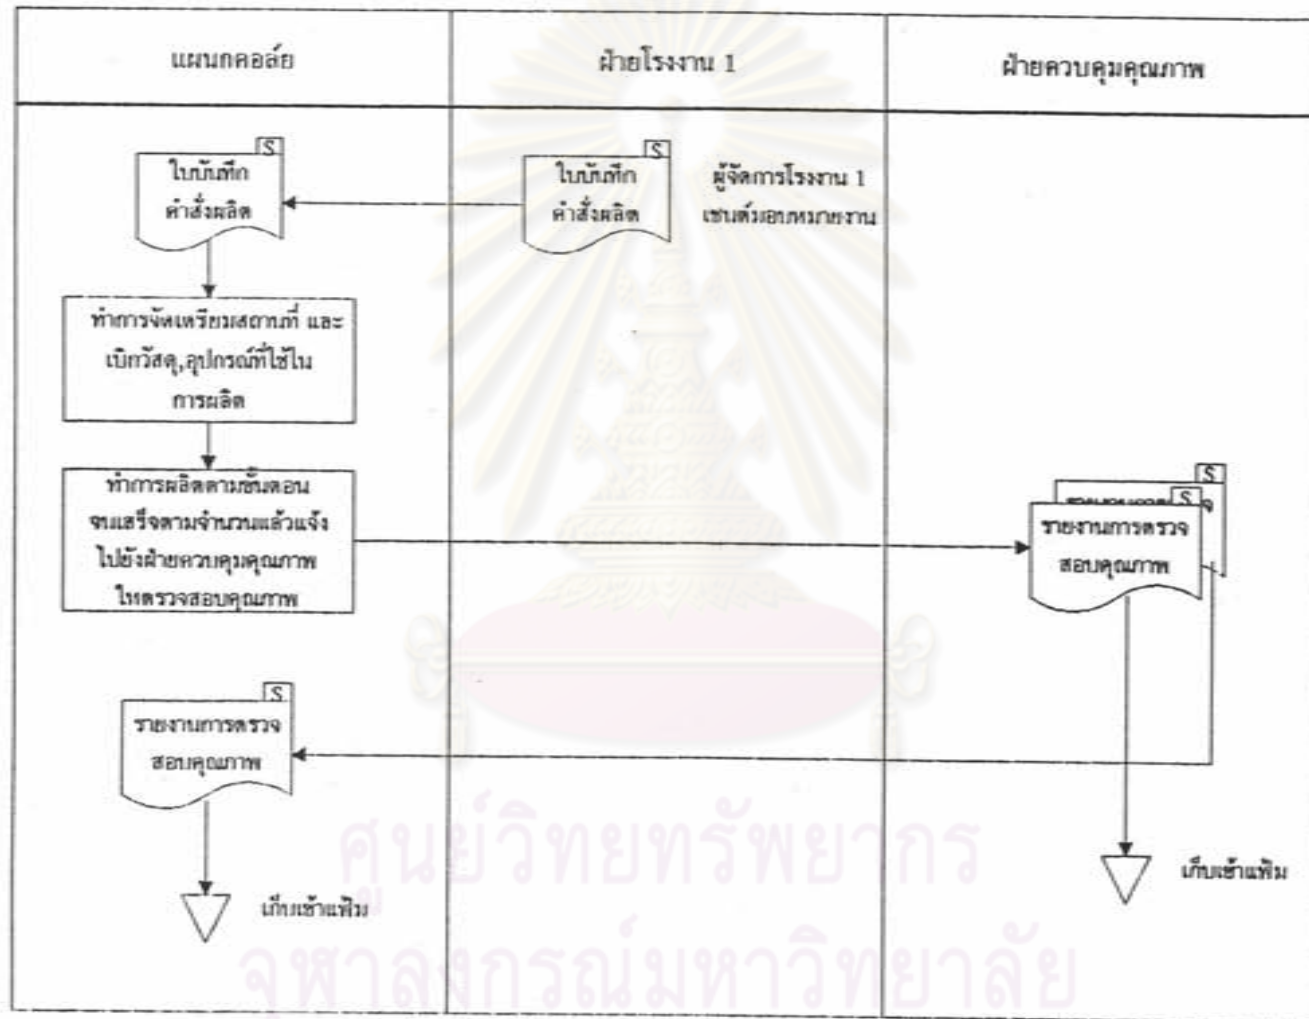 แผนกคอล์ย
ฝ่ายโรงงาน 1
ฝ่ายควบคุมคุณภาพ
S
ใบบันทึก
คำสั่งผลิต
S
ใบบันทึก
คำสั่งผลิต
ผู้จัดการโรงงาน 1
เซนต์มอบหมายงาน
ทำการจัดเตรียมสถานที่ และ
เบิกวัสดุ,อุปกรณ์ที่ใช้ใน
การผลิต
ทำการผลิตตามขั้นตอน
จนเสร็จตามจำนวนแล้วแจ้ง
ไปยังฝ่ายควบคุมคุณภาพ
ให้ตรวจสอบคุณภาพ
S
S
รายงานการตรวจ
รายงานการตรวจ
สอบคุณภาพ
S
รายงานการตรวจ
สอบคุณภาพ
เก็บเข้าแฟ้ม
เก็บเข้าแฟ้ม
ศูนย์วิทยทรัพยากร
จุฬาลงกรณ์มหาวิทยาลัย